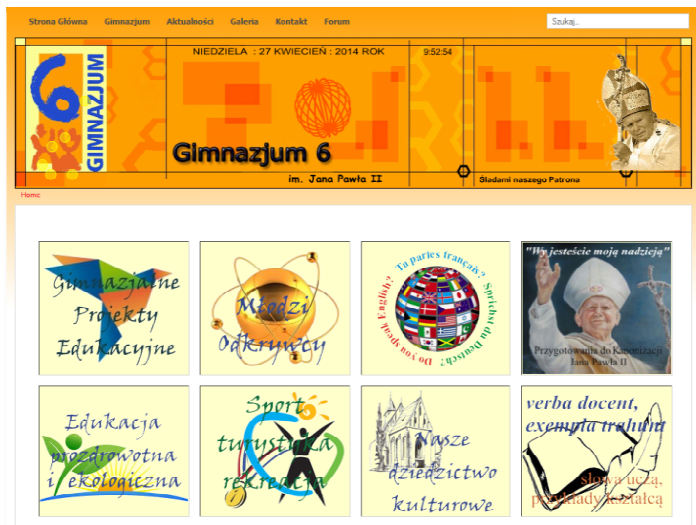 Strona Główna Gimnazjum Aktualności Galeria Kontakt Forum Szukaj...
NIEDZIELA : 27 KWIECIEŃ : 2014 ROK 9:52:54
6 GIMNAZJUM
Gimnazjum 6
im. Jana Pawła II
Śladami naszego Patrona
Home
Gimnazjalne
Projekty
Edukacyjne
Młodzi
Odkrywcy
Do you speak English? Tu parles français? Sprichst du Deutsch?
"Wy jesteście moją nadzieją"
Przygotowania do Kanonizacji
Jana Pawła II
Edukacja
prozdrowotna
i ekologiczna
Sport
turystyka
rekreacja
Nasze
dziedzictwo
kulturowe
verba docent,
exempla trahunt
słowa uczą,
przykłady kształcą